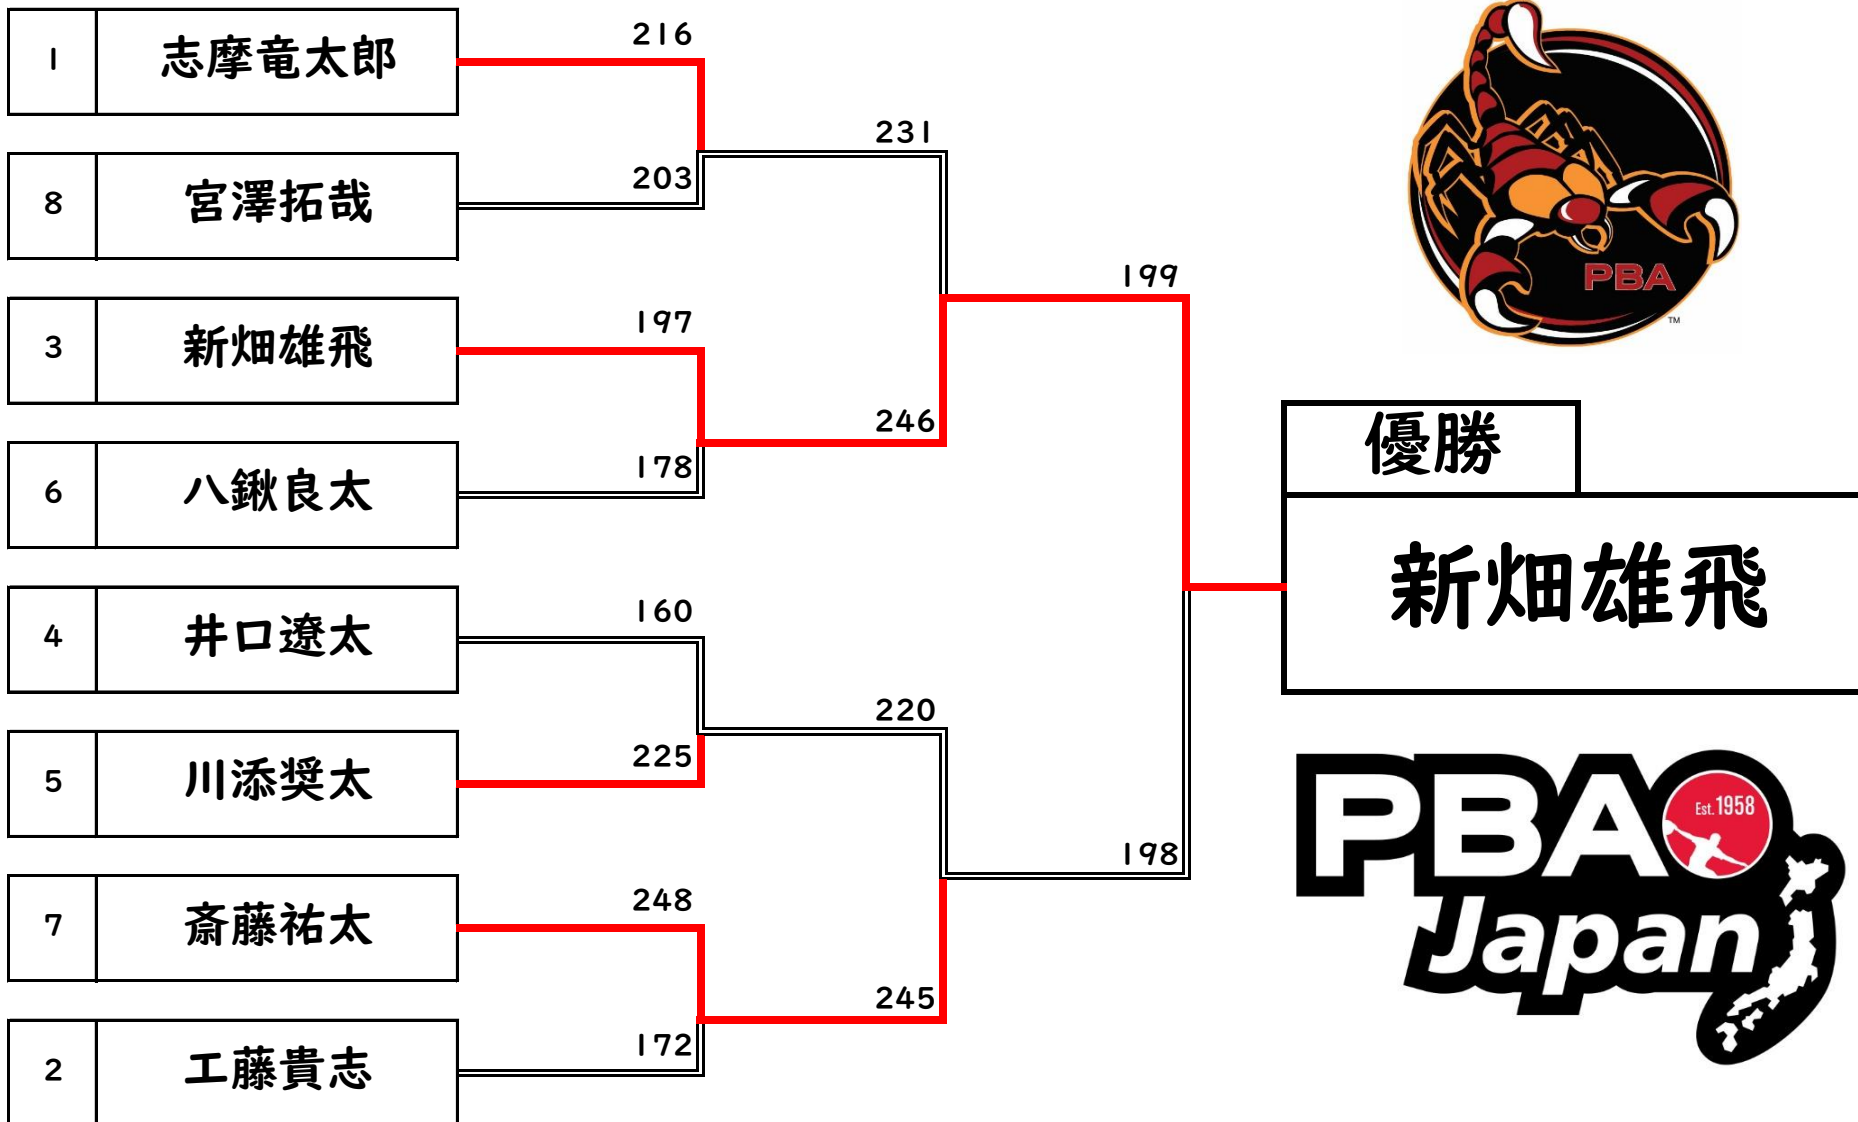 1 志摩竜太郎 216
231
8 宮澤拓哉 203
199
3 新畑雄飛 197
246
6 八鍬良太 178
4 井口遼太 160
220
5 川添奨太 225
198
7 斎藤祐太 248
245
2 工藤貴志 172
PBA
TM
優勝
新畑雄飛
PBA
Est.1958
Japan